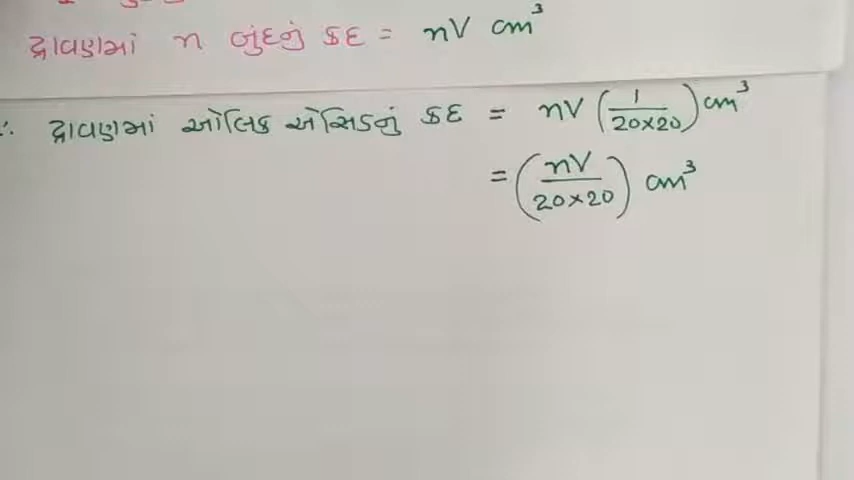 દ્રાવણમાં n બુંદનું કદ = nV cm³
∴ દ્રાવણમાં ઓલિક એસિડનું કદ = nV (1/20×20) cm³
= (nV/20×20) cm³